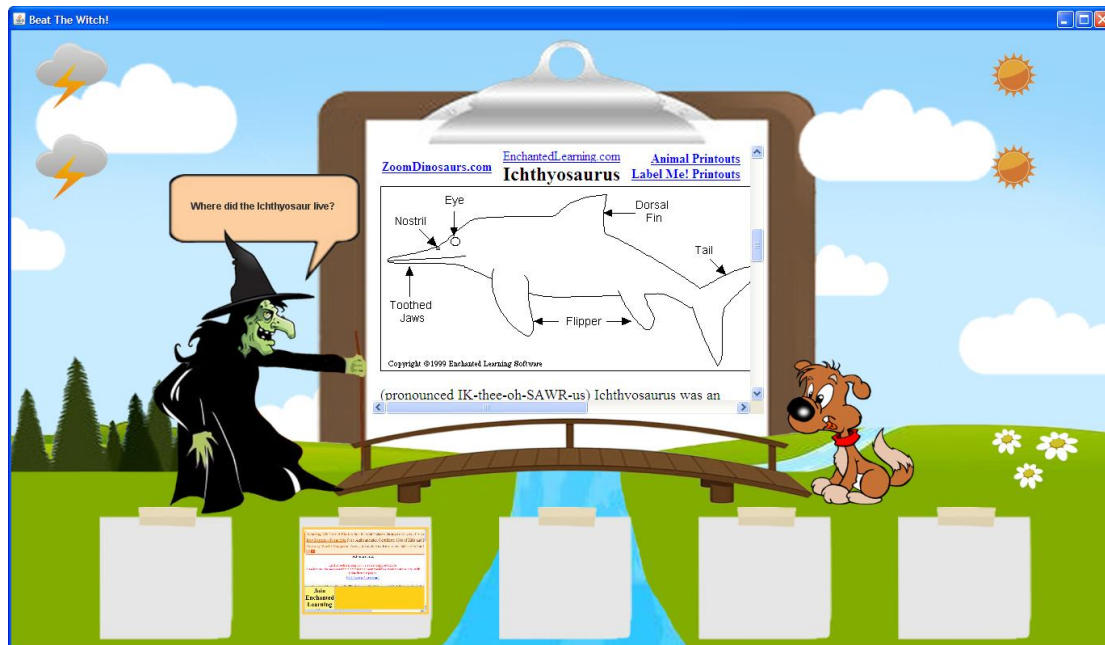 Beat The Witch!
Where did the Ichthyosaur live?
ZoomDinosaurs.com
EnchantedLearning.com
Ichthyosaurus
Animal Printouts
Label Me! Printouts
Eye
Nostril
Dorsal
Fin
Tail
Toothed
Jaws
Flipper
Copyright ©1999 Enchanted Learning Software
(pronounced IK-thee-oh-SAWR-us) Ichthyosaurus was an
Join
Enchanted
Learning